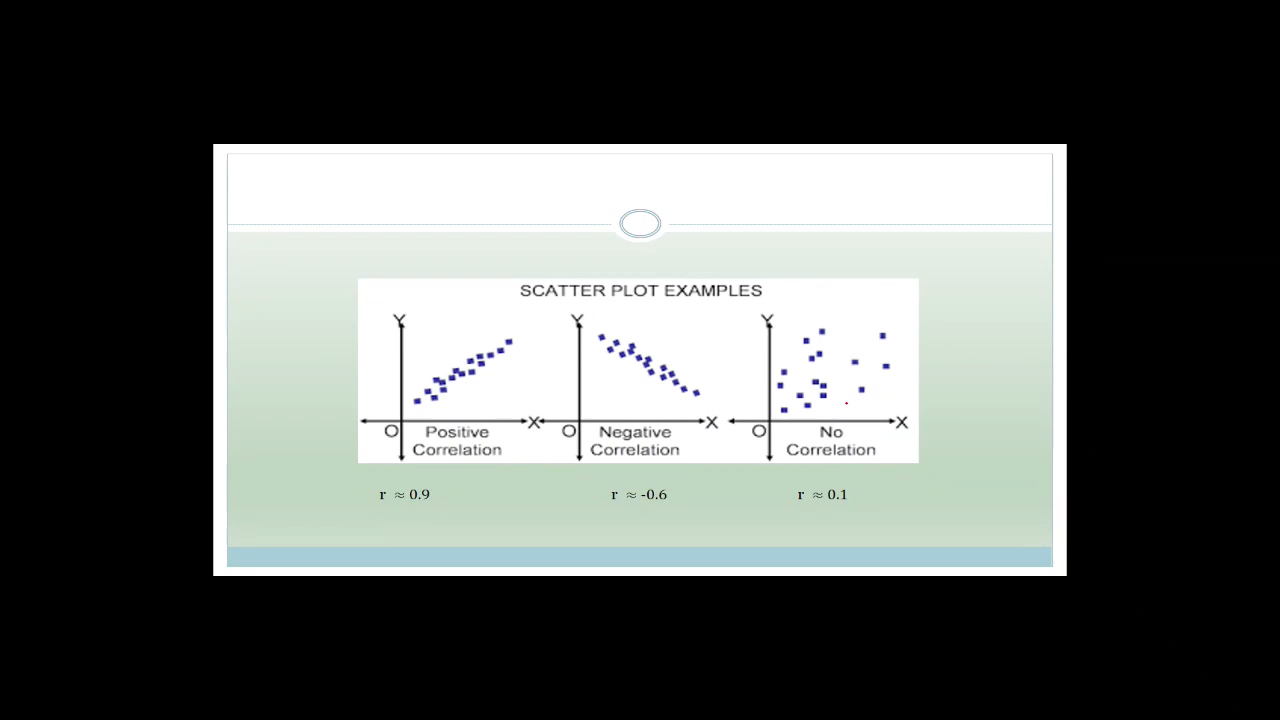 SCATTER PLOT EXAMPLES
Y Y Y
X X X
O O O
Positive Negative No
Correlation Correlation Correlation
r ≈ 0.9 r ≈ -0.6 r ≈ 0.1